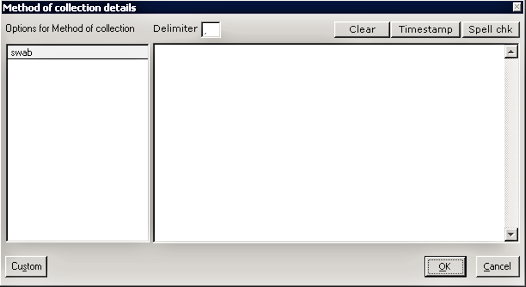 Method of collection details
Options for Method of collection
Delimiter
,
Clear
Timestamp
Spell chk
swab
Custom
OK
Cancel